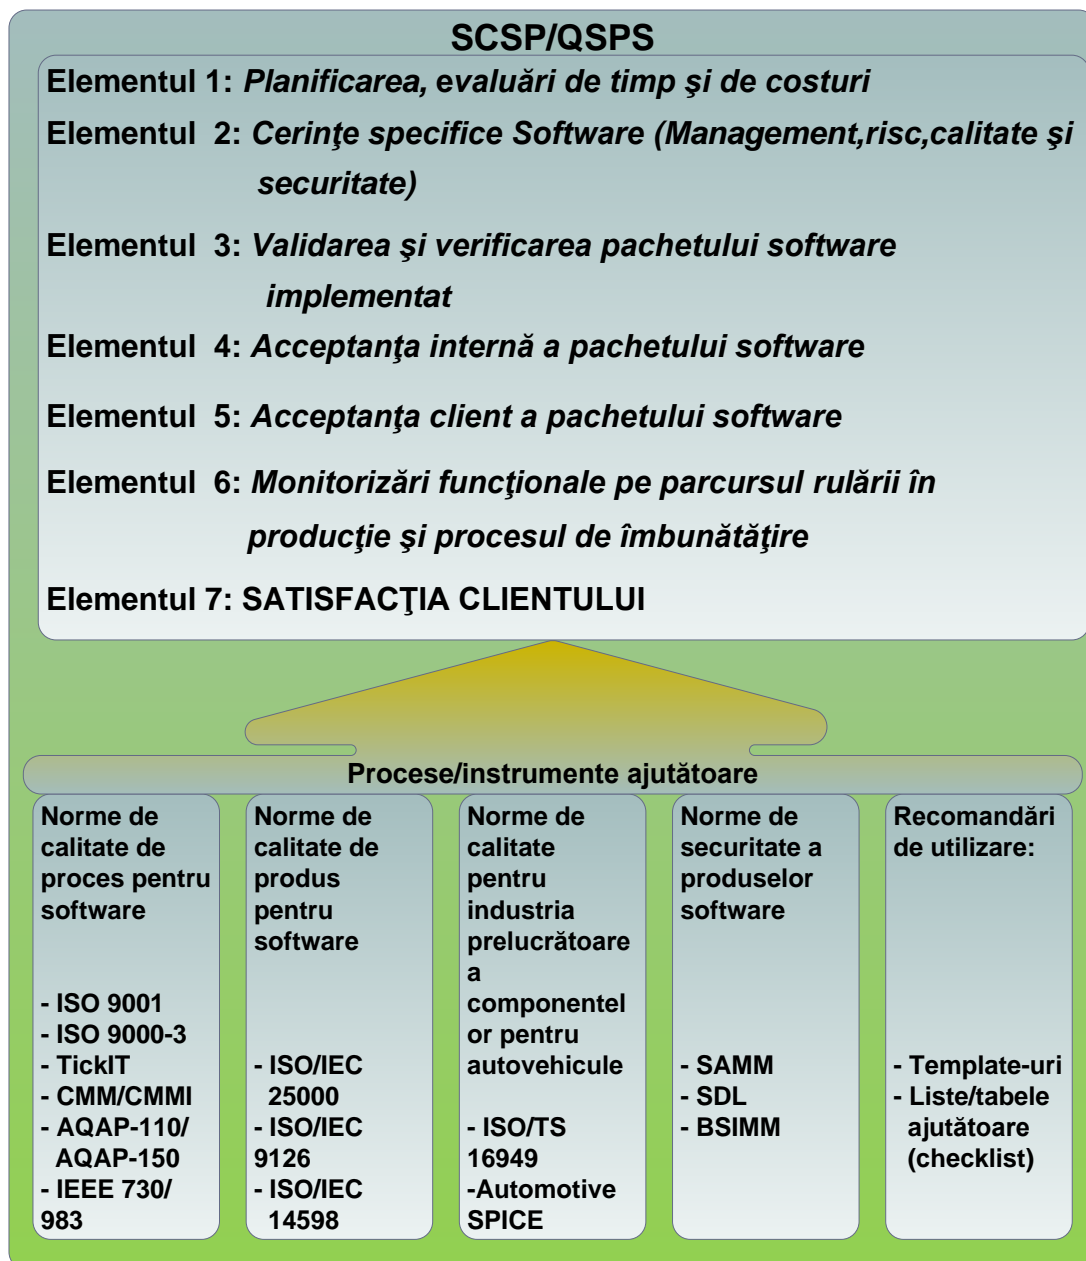 SCSP/QSPS
Elementul 1: Planificarea, evaluări de timp şi de costuri
Elementul 2: Cerinţe specifice Software (Management,risc,calitate şi
securitate)
Elementul 3: Validarea şi verificarea pachetului software
implementat
Elementul 4: Acceptanţa internă a pachetului software
Elementul 5: Acceptanţa client a pachetului software
Elementul 6: Monitorizări funcţionale pe parcursul rulării în
producţie şi procesul de îmbunătăţire
Elementul 7: SATISFACŢIA CLIENTULUI
Procese/instrumente ajutătoare
Norme de
calitate de
proces pentru
software
- ISO 9001
- ISO 9000-3
- TickIT
- CMM/CMMI
- AQAP-110/
AQAP-150
- IEEE 730/
983
Norme de
calitate de
produs
pentru
software
- ISO/IEC
25000
- ISO/IEC
9126
- ISO/IEC
14598
Norme de
calitate
pentru
industria
prelucrătoare
a
componentel
or pentru
autovehicule
- ISO/TS
16949
-Automotive
SPICE
Norme de
securitate a
produselor
software
- SAMM
- SDL
- BSIMM
Recomandări
de utilizare:
- Template-uri
- Liste/tabele
ajutătoare
(checklist)